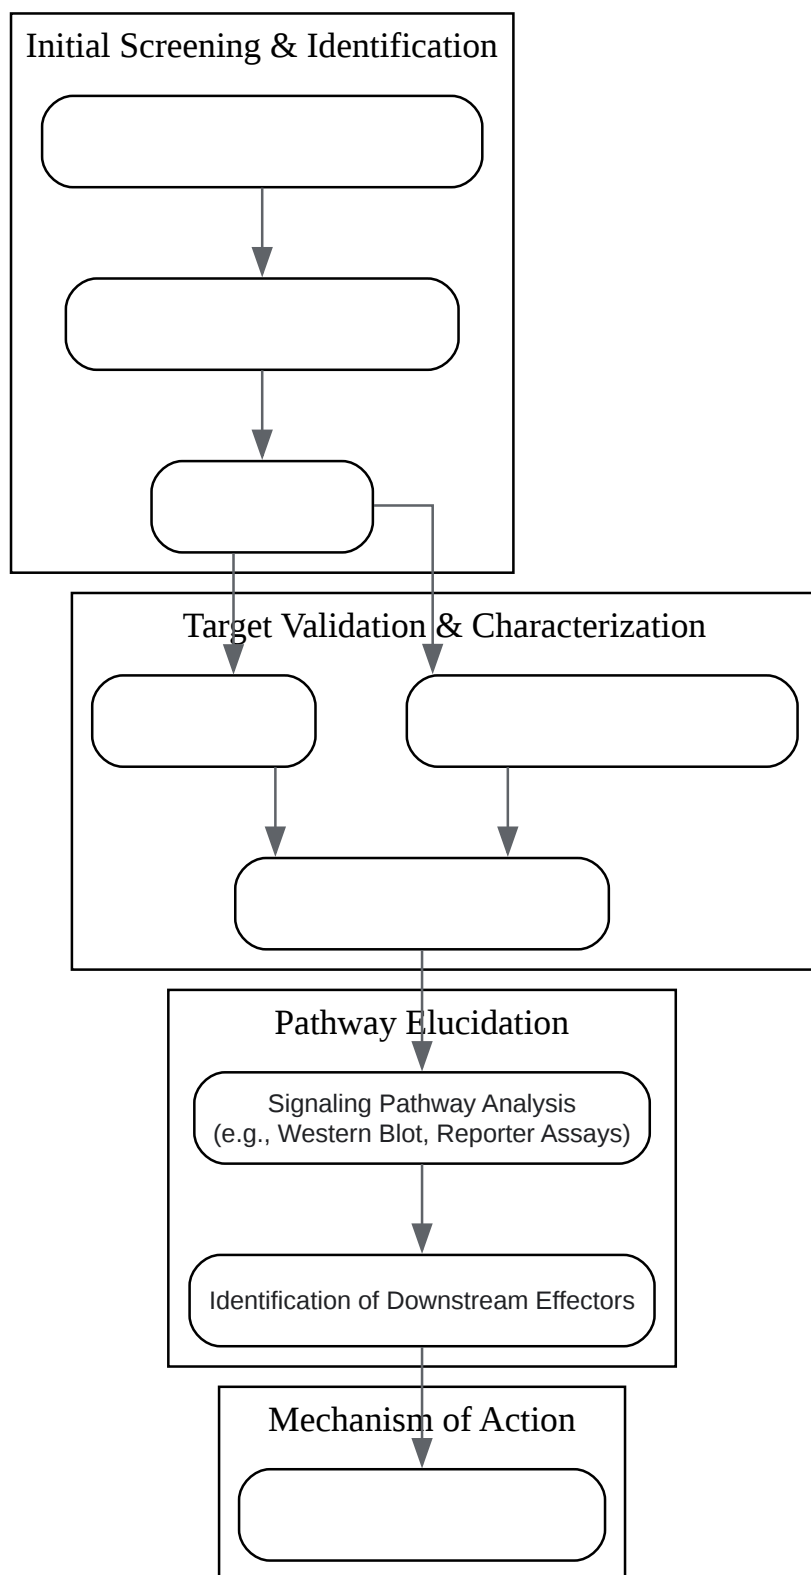 Initial Screening & Identification
Target Validation & Characterization
Pathway Elucidation
Signaling Pathway Analysis
(e.g., Western Blot, Reporter Assays)
Identification of Downstream Effectors
Mechanism of Action